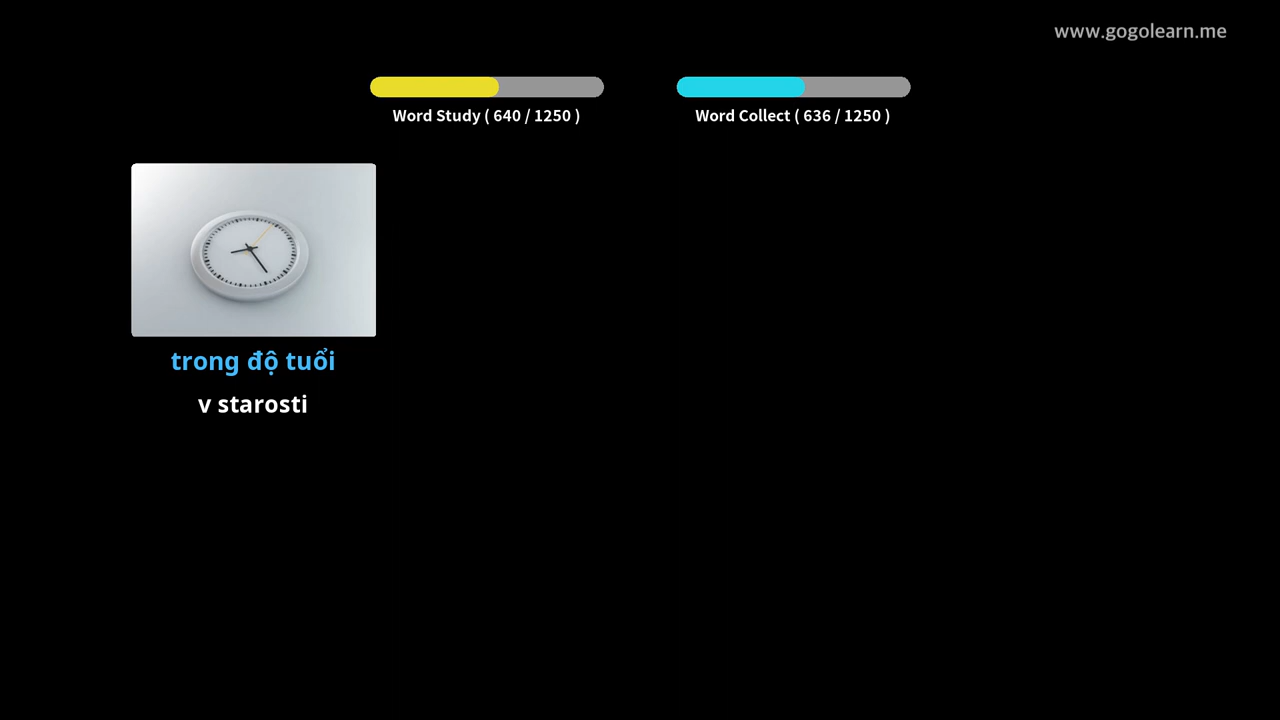 www.gogolearn.me
Word Study ( 640 / 1250 )
Word Collect ( 636 / 1250 )
trong độ tuổi
v starosti